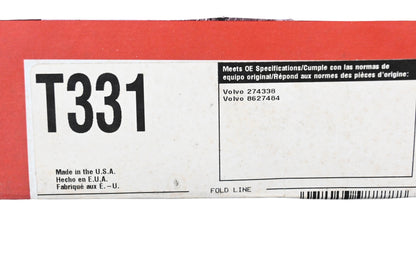 T331
Made in the U.S.A.
Hecho en E.U.A.
Fabriqué aux E. -U.
Meets OE Specifications/Cumple con las normas de
equipo original/Répond aux normes des pièces d'origine:
Volvo 274338
Volvo 8627484
FOLD LINE